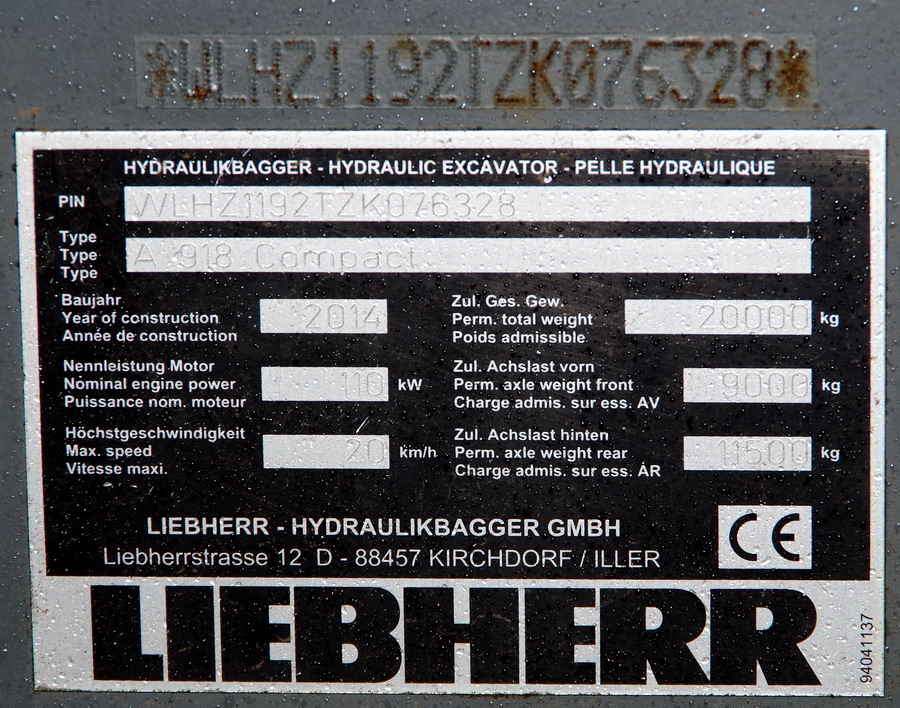 *WLHZ1192TZK076328*
HYDRAULIKBAGGER - HYDRAULIC EXCAVATOR - PELLE HYDRAULIQUE
PIN WLHZ1192TZK076328
Type
Type A 918 Compact
Type
Baujahr
Year of construction 2014
Année de construction
Zul. Ges. Gew.
Perm. total weight 20000 kg
Poids admissible
Nennleistung Motor
Nominal engine power 110 kW
Puissance nom. moteur
Zul. Achslast vorn
Perm. axle weight front 9000 kg
Charge admis. sur ess. AV
Höchstgeschwindigkeit
Max. speed 20 km/h
Vitesse maxi.
Zul. Achslast hinten
Perm. axle weight rear 11500 kg
Charge admis. sur ess. AR
LIEBHERR - HYDRAULIKBAGGER GMBH
Liebherrstrasse 12 D - 88457 KIRCHDORF / ILLER
CE
LIEBHERR
94041137